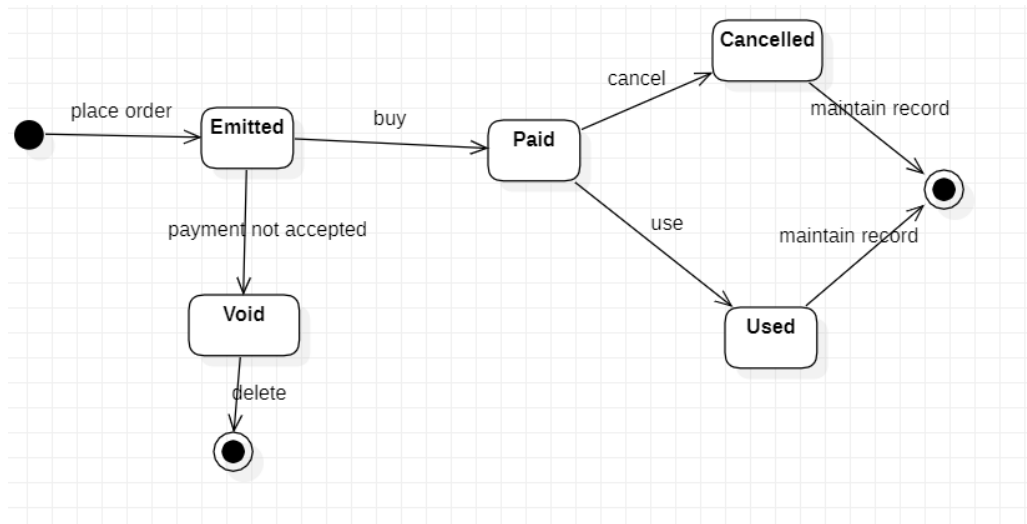 Cancelled
cancel
maintain record
place order
Emitted
buy
Paid
payment not accepted
use
maintain record
Void
Used
delete